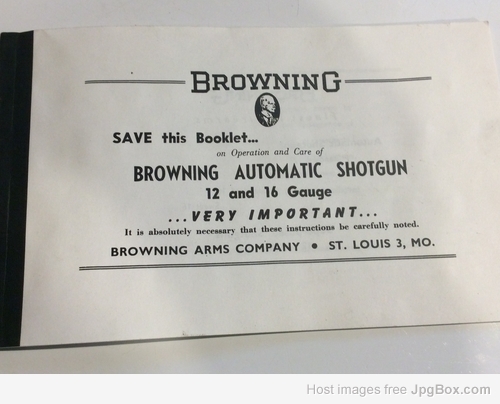 BROWNING
SAVE this Booklet...
on Operation and Care of
BROWNING AUTOMATIC SHOTGUN
12 and 16 Gauge
...VERY IMPORTANT...
It is absolutely necessary that these instructions be carefully noted.
BROWNING ARMS COMPANY • ST. LOUIS 3, MO.
Host images free JpgBox.com